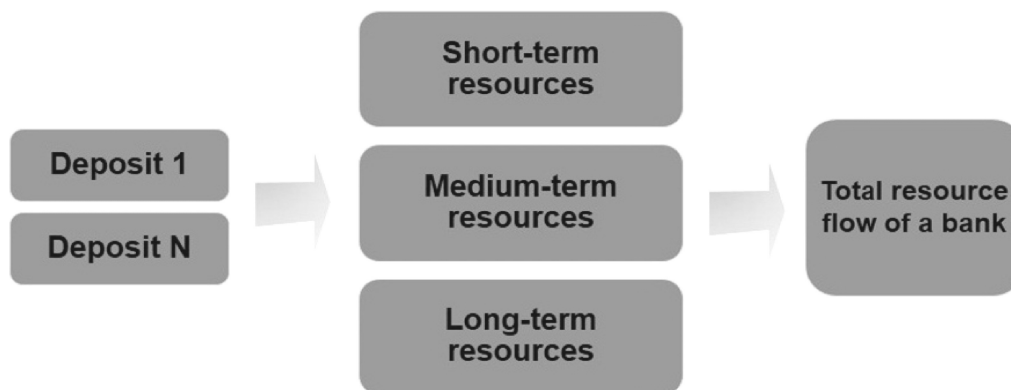 Deposit 1
Deposit N
Short-term
resources
Medium-term
resources
Long-term
resources
Total resource
flow of a bank